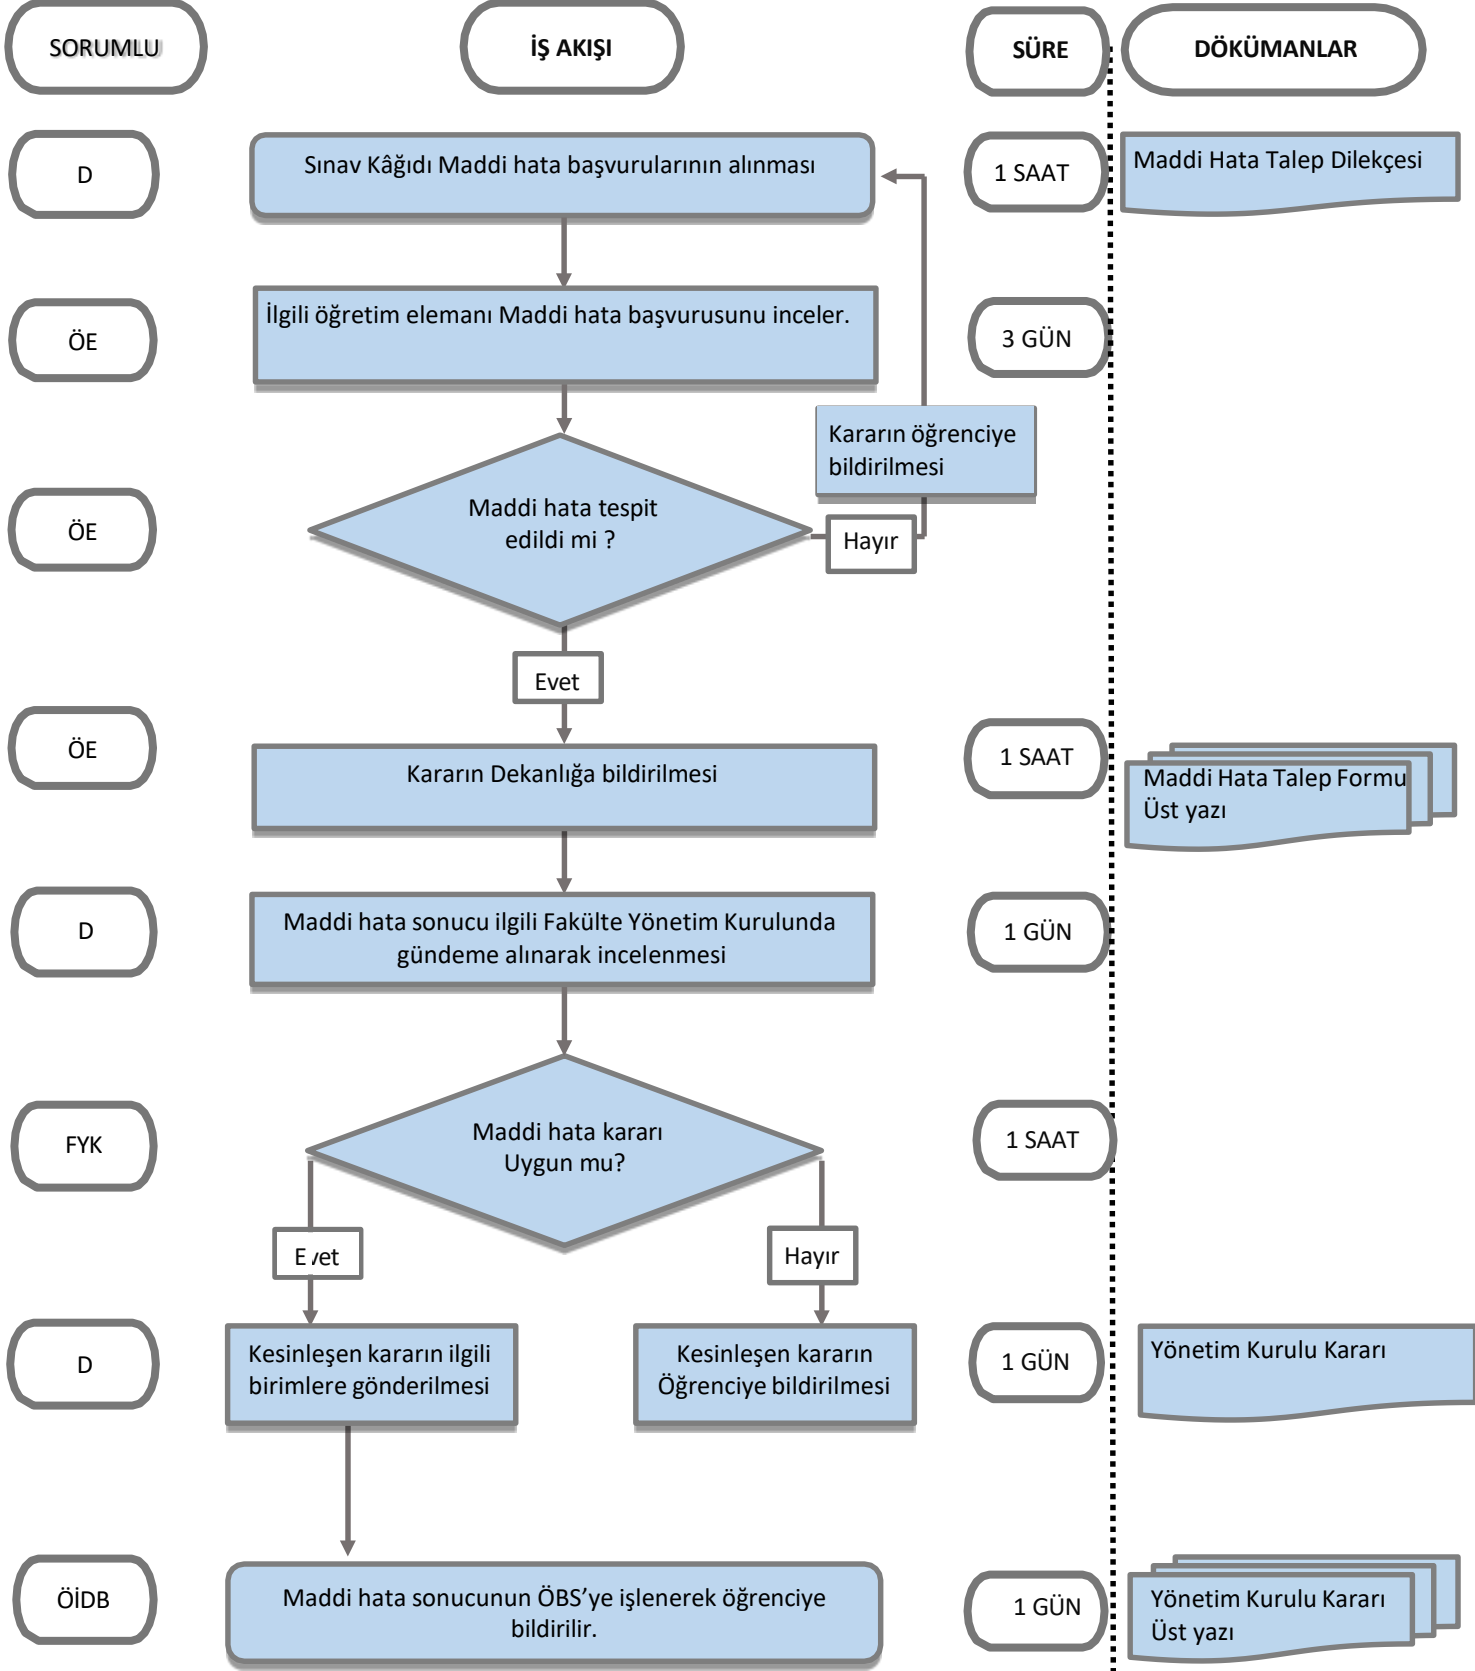 SORUMLU
İŞ AKIŞI
SÜRE
DÖKÜMANLAR
D
Sınav Kâğıdı Maddi hata başvurularının alınması
1 SAAT
Maddi Hata Talep Dilekçesi
ÖE
İlgili öğretim elemanı Maddi hata başvurusunu inceler.
3 GÜN
Kararın öğrenciye
bildirilmesi
ÖE
Maddi hata tespit
edildi mi ?
Hayır
Evet
ÖE
Kararın Dekanlığa bildirilmesi
1 SAAT
Maddi Hata Talep Formu
Üst yazı
D
Maddi hata sonucu ilgili Fakülte Yönetim Kurulunda
gündeme alınarak incelenmesi
1 GÜN
FYK
Maddi hata kararı
Uygun mu?
1 SAAT
Evet
Hayır
D
Kesinleşen kararın ilgili
birimlere gönderilmesi
Kesinleşen kararın
Öğrenciye bildirilmesi
1 GÜN
Yönetim Kurulu Kararı
ÖİDB
Maddi hata sonucunun ÖBS’ye işlenerek öğrenciye
bildirilir.
1 GÜN
Yönetim Kurulu Kararı
Üst yazı